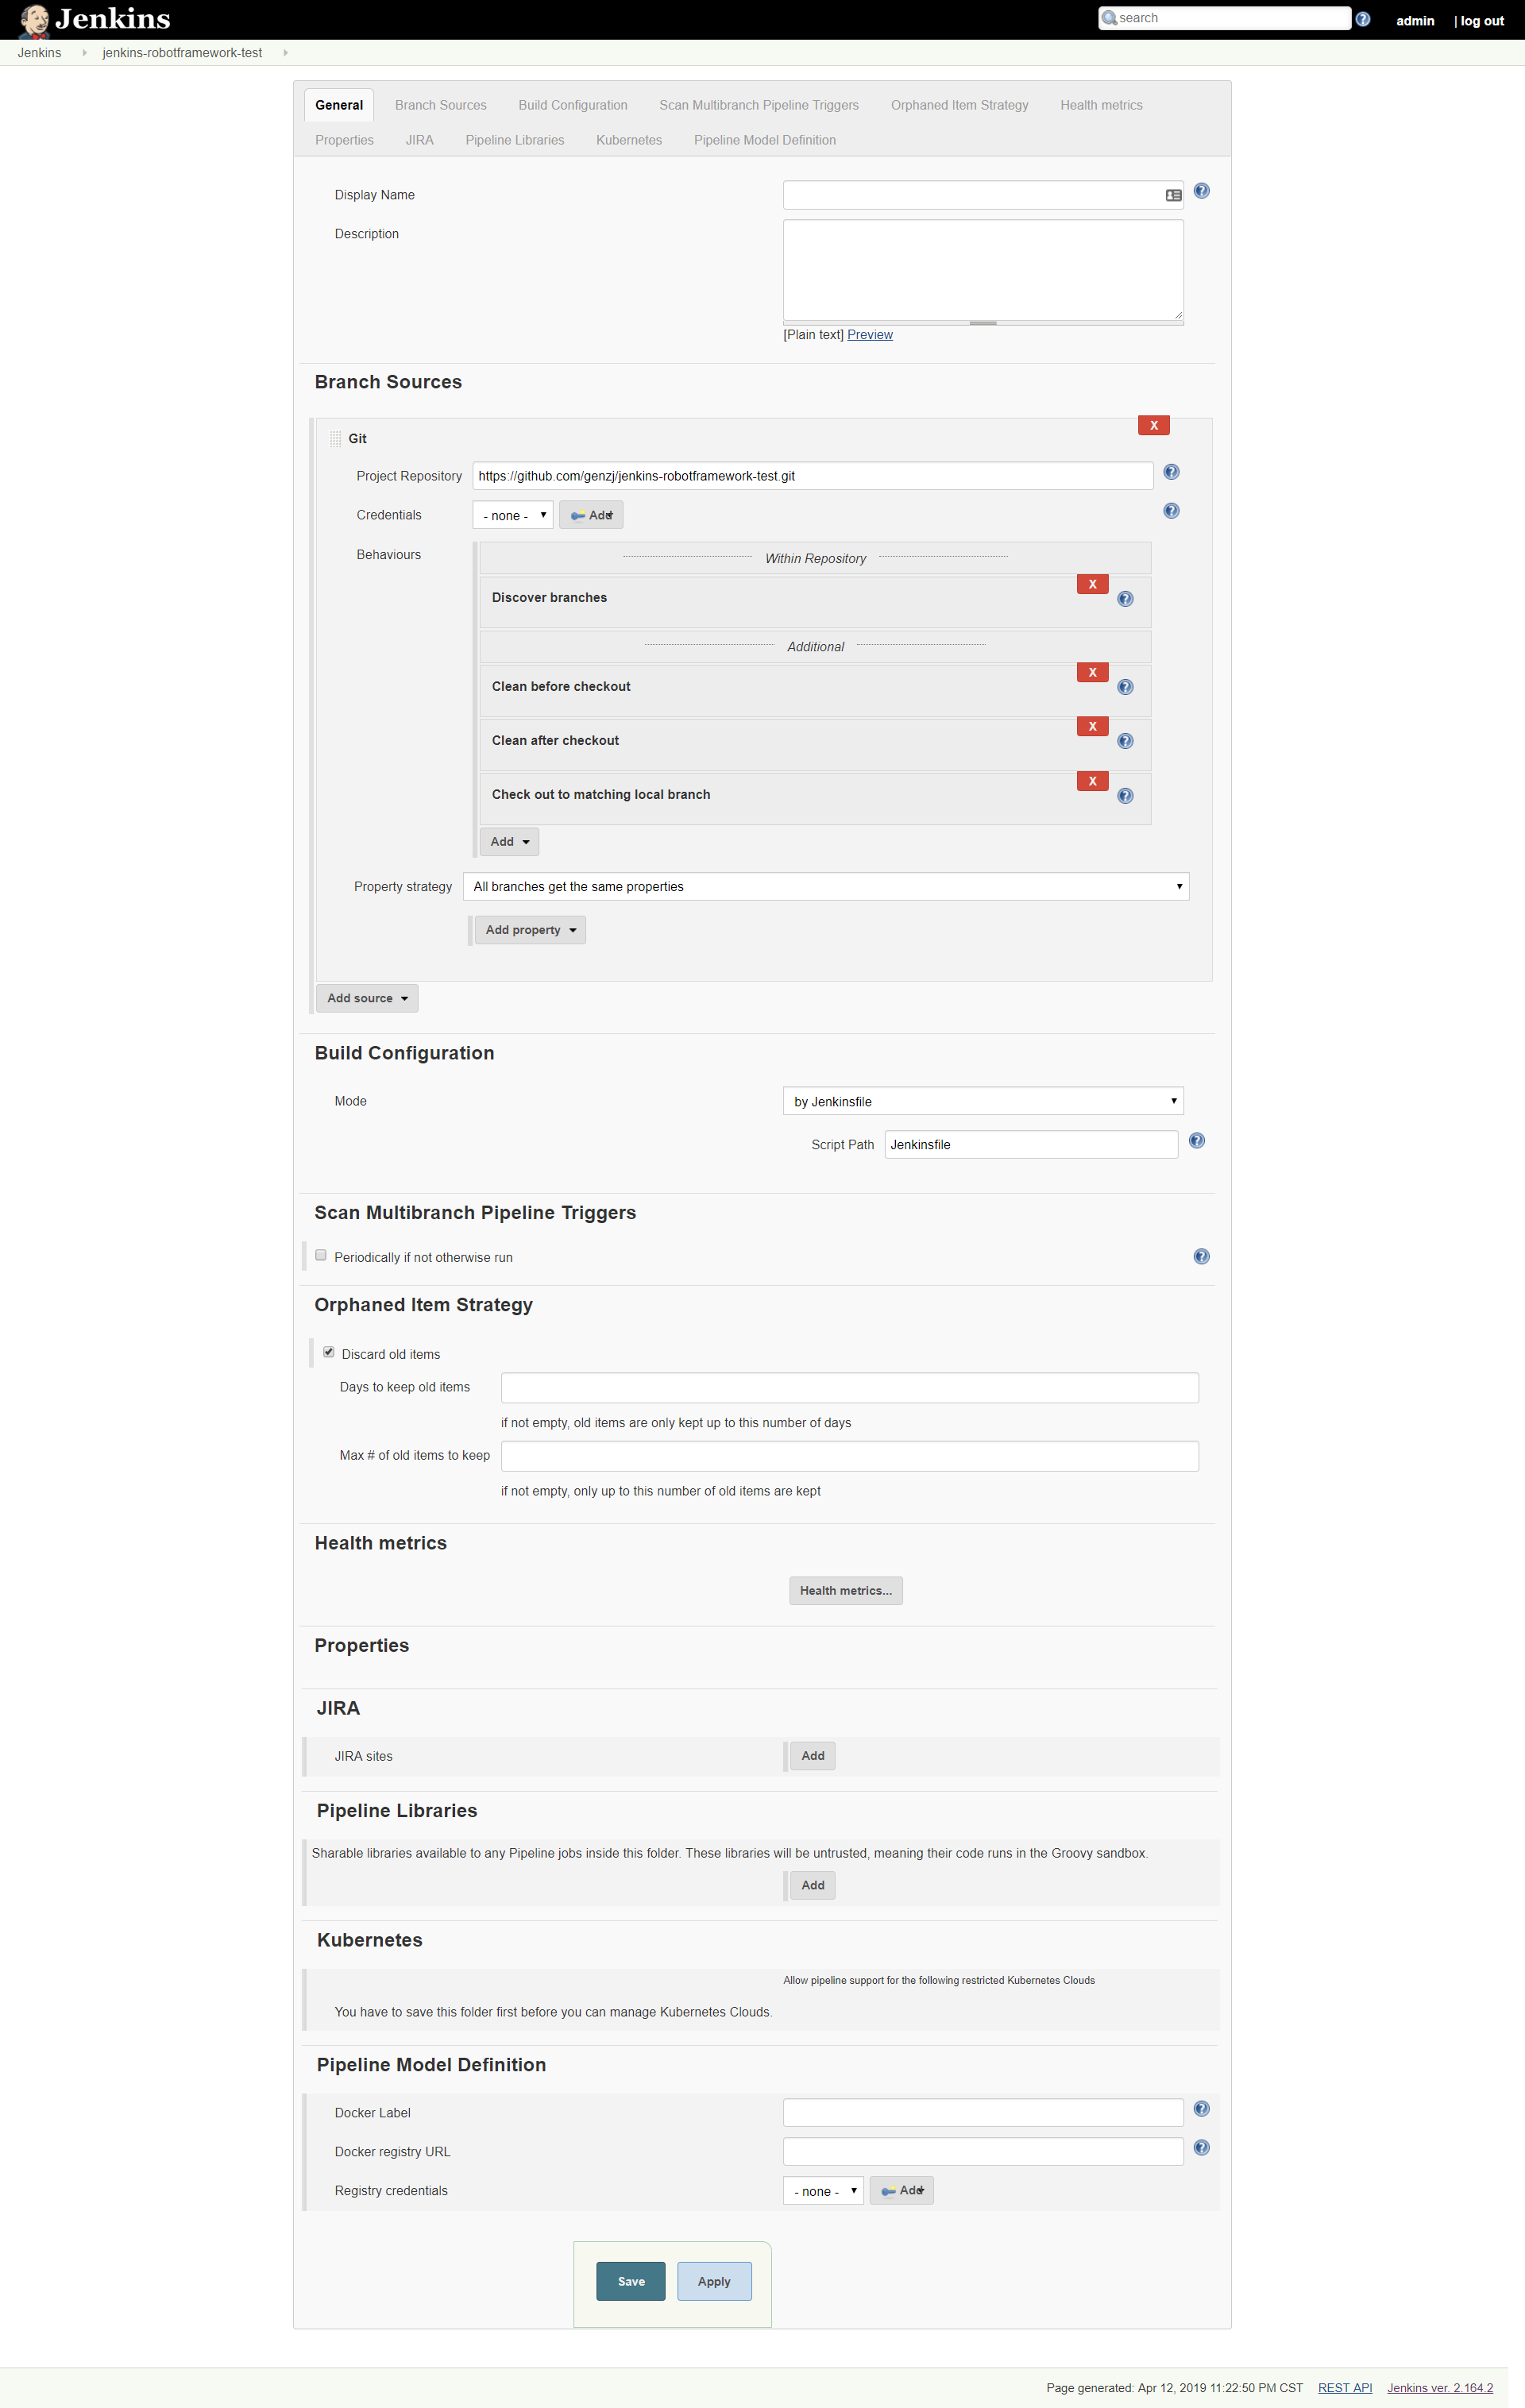 Jenkins
search
admin
| log out
Jenkins
jenkins-robotframework-test
General Branch Sources Build Configuration Scan Multibranch Pipeline Triggers Orphaned Item Strategy Health metrics
Properties JIRA Pipeline Libraries Kubernetes Pipeline Model Definition
Display Name
Description
[Plain text] Preview
Branch Sources
X
Git
Project Repository https://github.com/genzj/jenkins-robotframework-test.git
Credentials - none - Add
Behaviours
Within Repository
X
Discover branches
Additional
X
Clean before checkout
X
Clean after checkout
X
Check out to matching local branch
Add
Property strategy All branches get the same properties
Add property
Add source
Build Configuration
Mode by Jenkinsfile
Script Path Jenkinsfile
Scan Multibranch Pipeline Triggers
Periodically if not otherwise run
Orphaned Item Strategy
Discard old items
Days to keep old items
if not empty, old items are only kept up to this number of days
Max # of old items to keep
if not empty, only up to this number of old items are kept
Health metrics
Health metrics...
Properties
JIRA
JIRA sites Add
Pipeline Libraries
Sharable libraries available to any Pipeline jobs inside this folder. These libraries will be untrusted, meaning their code runs in the Groovy sandbox.
Add
Kubernetes
Allow pipeline support for the following restricted Kubernetes Clouds
You have to save this folder first before you can manage Kubernetes Clouds.
Pipeline Model Definition
Docker Label
Docker registry URL
Registry credentials - none - Add
Save Apply
Page generated: Apr 12, 2019 11:22:50 PM CST REST API Jenkins ver. 2.164.2